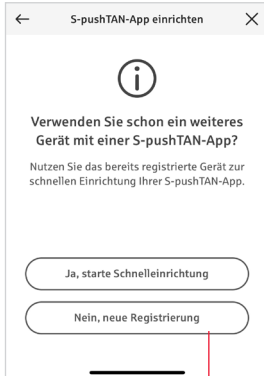 S-pushTAN-App einrichten
Verwenden Sie schon ein weiteres
Gerät mit einer S-pushTAN-App?
Nutzen Sie das bereits registrierte Gerät zur
schnellen Einrichtung Ihrer S-pushTAN-App.
Ja, starte Schnelleinrichtung
Nein, neue Registrierung